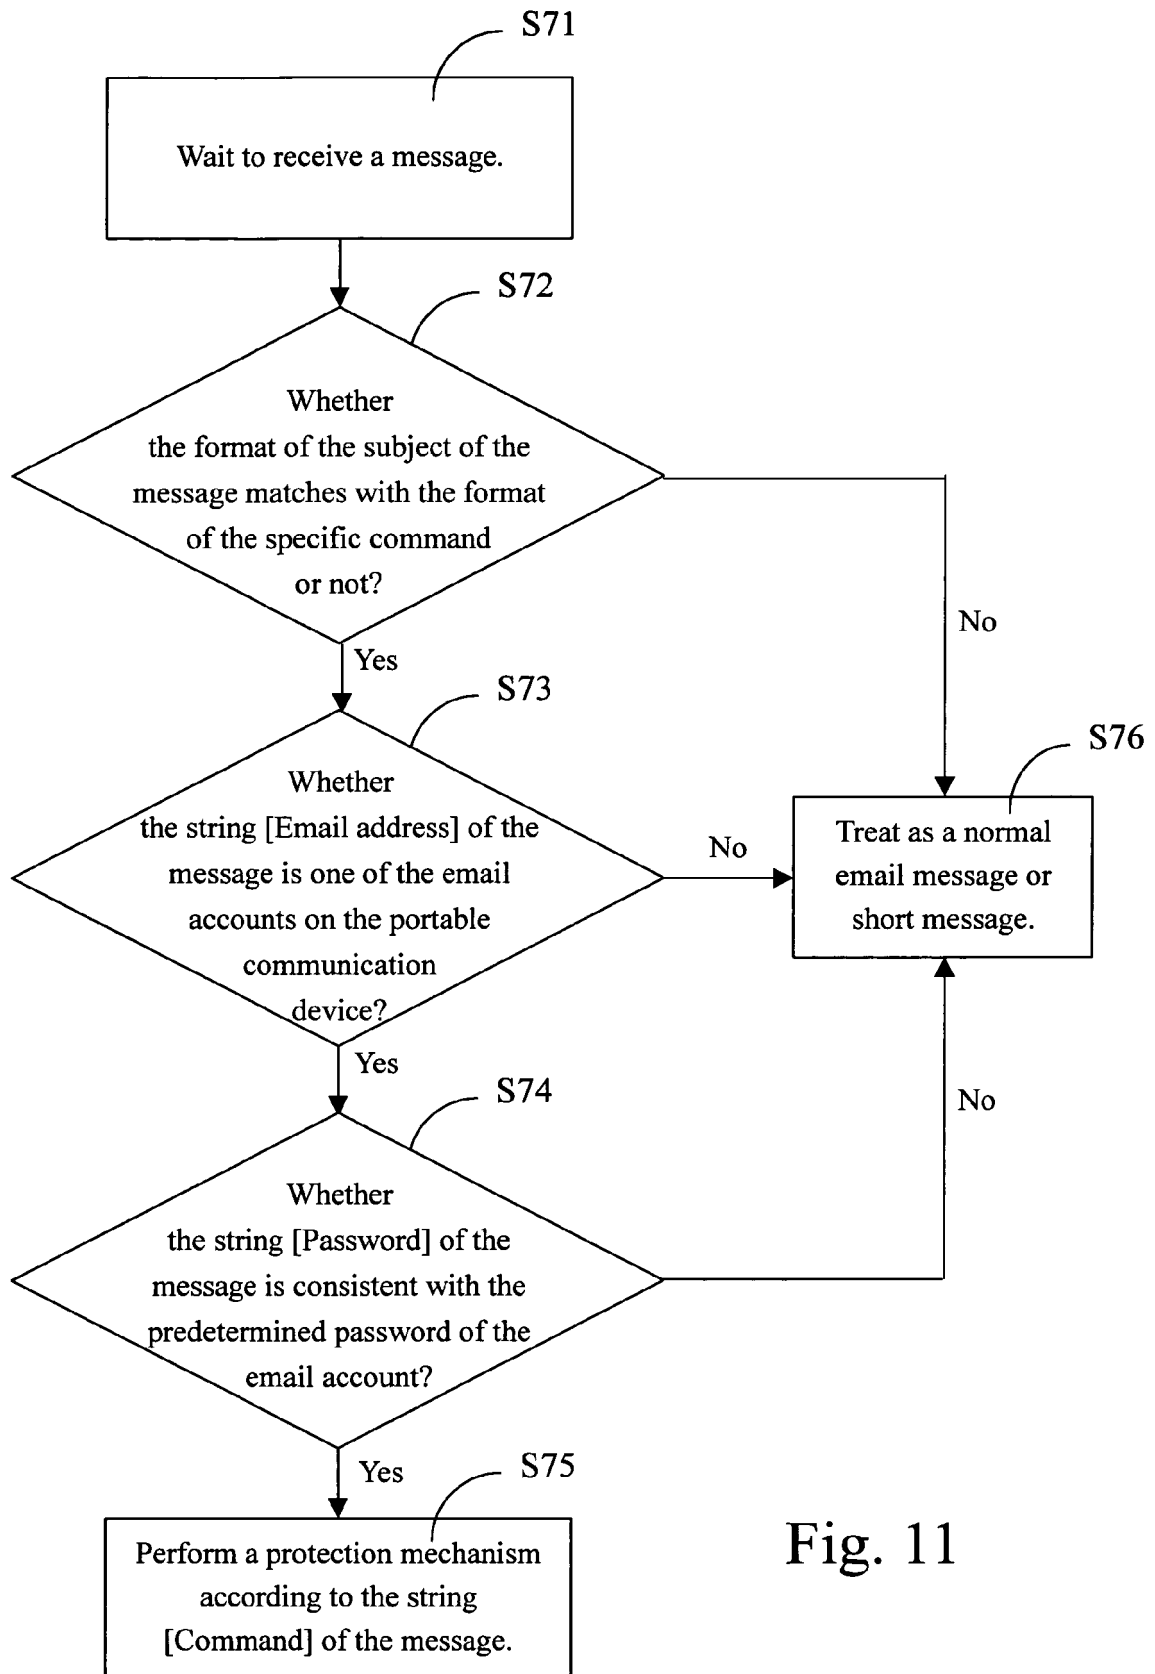 S71
Wait to receive a message.
S72
Whether
the format of the subject of the
message matches with the format
of the specific command
or not?
No
Yes
S73
Whether
the string [Email address] of the
message is one of the email
accounts on the portable
communication
device?
No
S76
Treat as a normal
email message or
short message.
Yes
S74
No
Whether
the string [Password] of the
message is consistent with the
predetermined password of the
email account?
Yes
S75
Perform a protection mechanism
according to the string
[Command] of the message.
Fig. 11